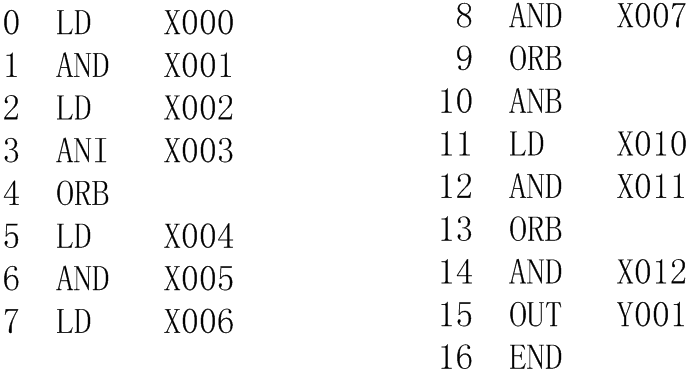 0 LD X000
1 AND X001
2 LD X002
3 ANI X003
4 ORB
5 LD X004
6 AND X005
7 LD X006
8 AND X007
9 ORB
10 ANB
11 LD X010
12 AND X011
13 ORB
14 AND X012
15 OUT Y001
16 END